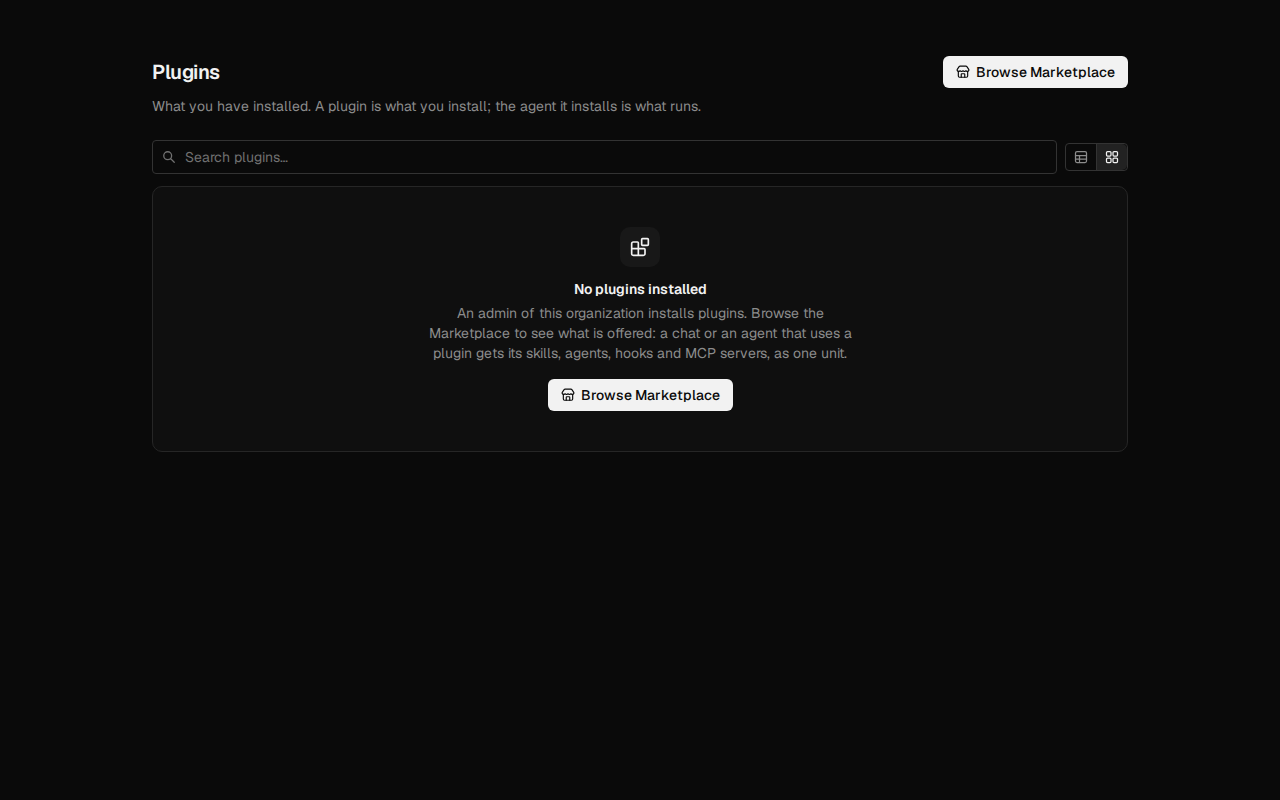 Plugins
Browse Marketplace
What you have installed. A plugin is what you install; the agent it installs is what runs.
Search plugins...
No plugins installed
An admin of this organization installs plugins. Browse the
Marketplace to see what is offered: a chat or an agent that uses a
plugin gets its skills, agents, hooks and MCP servers, as one unit.
Browse Marketplace